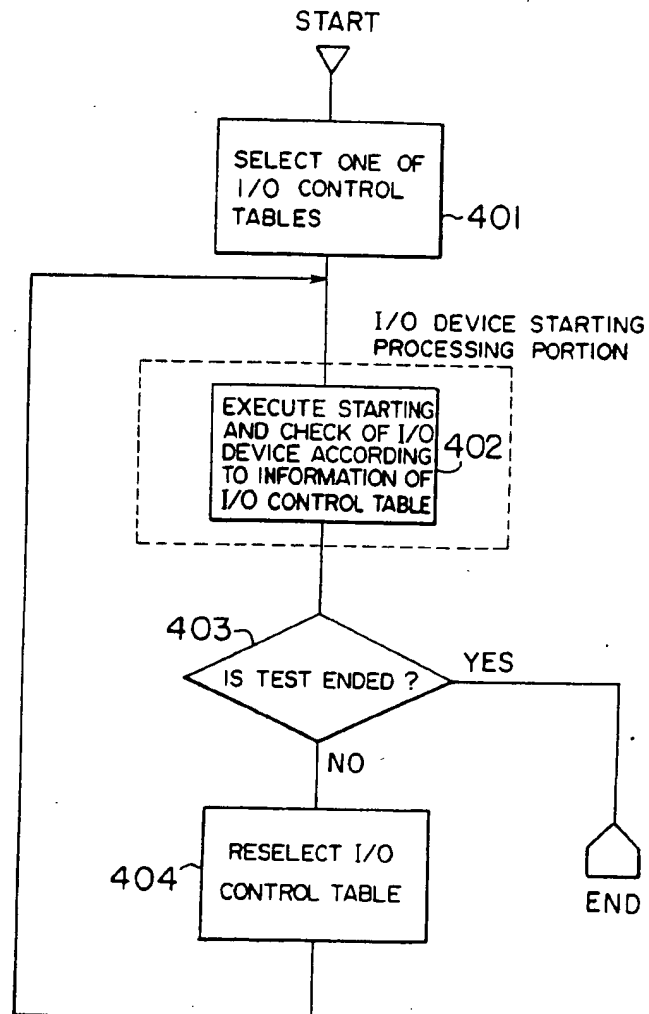 START
SELECT ONE OF
I/O CONTROL
TABLES
401
I/O DEVICE STARTING
PROCESSING PORTION
EXECUTE STARTING
AND CHECK OF I/O
DEVICE ACCORDING
TO INFORMATION OF
I/O CONTROL TABLE
402
403
IS TEST ENDED ?
YES
NO
RESELECT I/O
CONTROL TABLE
404
END